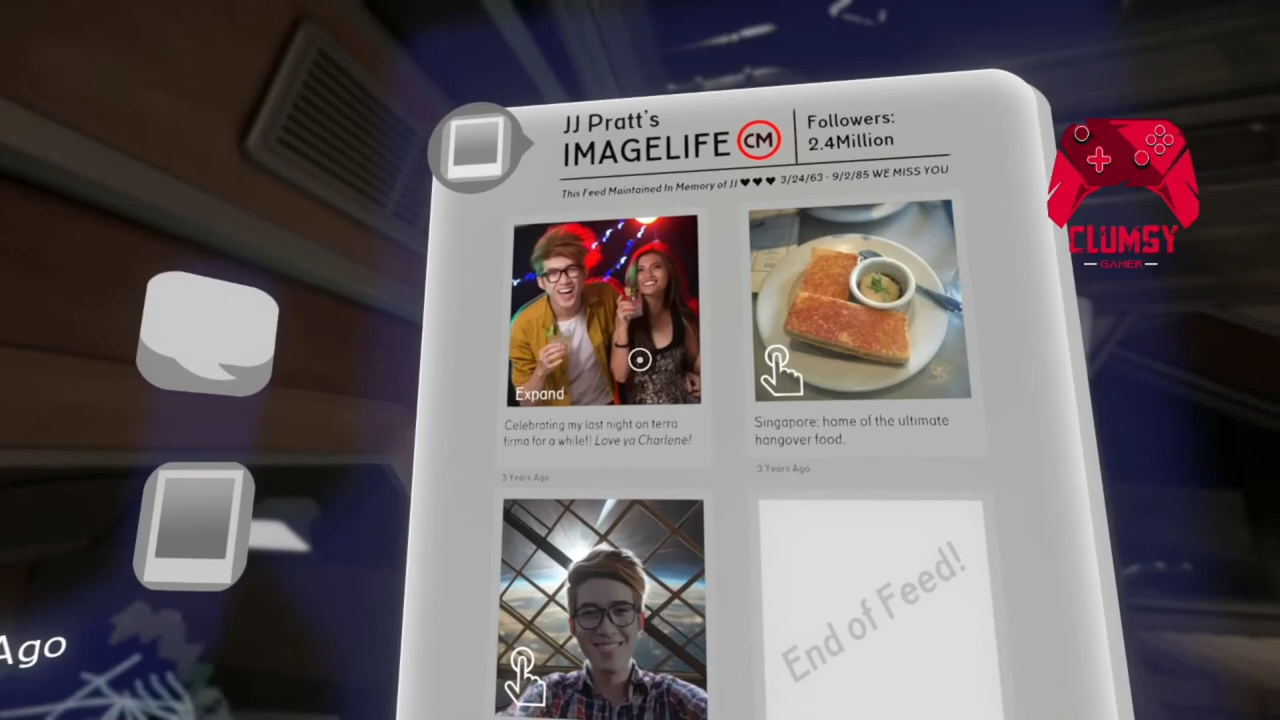 JJ Pratt's
IMAGELIFE CM
Followers:
2.4Million
This Feed Maintained In Memory of JJ ♥♥♥ 3/24/63 - 9/2/85 WE MISS YOU
Expand
Celebrating my last night on terra
firma for a while!! Love ya Charlene!
3 Years Ago
Singapore: home of the ultimate
hangover food.
3 Years Ago
End of Feed!
Ago
CLUMSY
GAMER